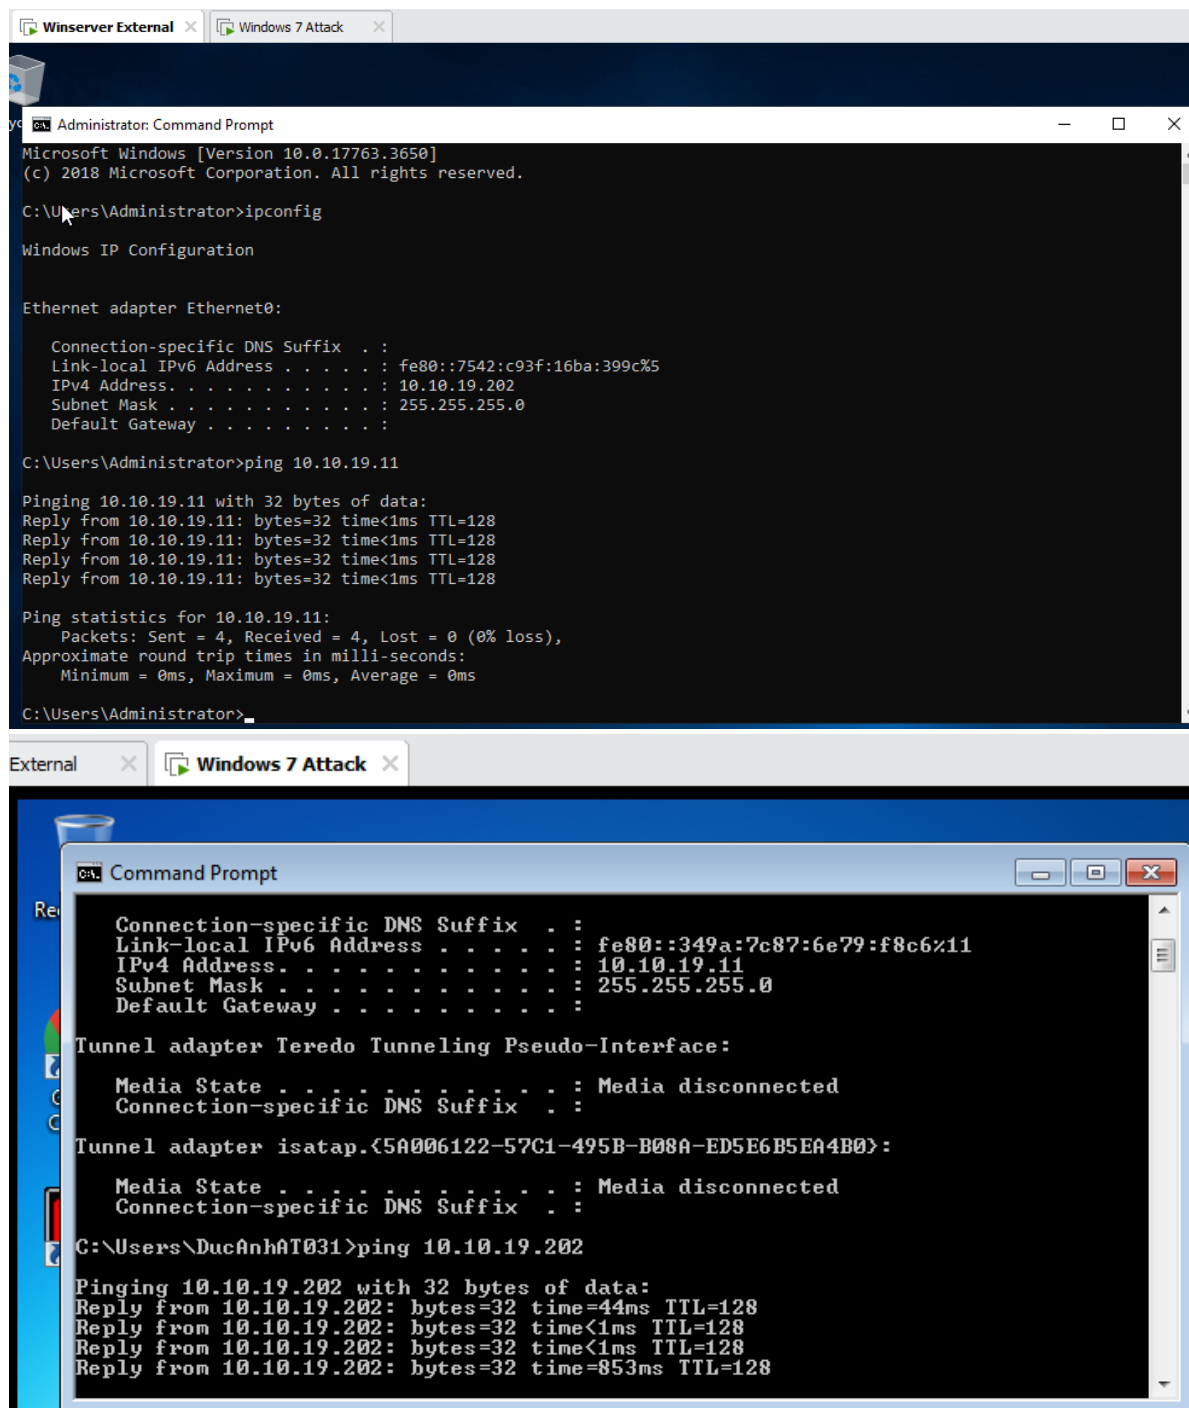 Winserver External
Windows 7 Attack
Administrator: Command Prompt
Microsoft Windows [Version 10.0.17763.3650]
(c) 2018 Microsoft Corporation. All rights reserved.
C:\Users\Administrator>ipconfig
Windows IP Configuration
Ethernet adapter Ethernet0:
Connection-specific DNS Suffix . :
Link-local IPv6 Address . . . . . : fe80::7542:c93f:16ba:399c%5
IPv4 Address. . . . . . . . . . . : 10.10.19.202
Subnet Mask . . . . . . . . . . . : 255.255.255.0
Default Gateway . . . . . . . . . :
C:\Users\Administrator>ping 10.10.19.11
Pinging 10.10.19.11 with 32 bytes of data:
Reply from 10.10.19.11: bytes=32 time<1ms TTL=128
Reply from 10.10.19.11: bytes=32 time<1ms TTL=128
Reply from 10.10.19.11: bytes=32 time<1ms TTL=128
Reply from 10.10.19.11: bytes=32 time<1ms TTL=128
Ping statistics for 10.10.19.11:
Packets: Sent = 4, Received = 4, Lost = 0 (0% loss),
Approximate round trip times in milli-seconds:
Minimum = 0ms, Maximum = 0ms, Average = 0ms
C:\Users\Administrator>
External
Windows 7 Attack
Command Prompt
Connection-specific DNS Suffix . :
Link-local IPv6 Address . . . . . : fe80::349a:7c87:6e79:f8c6%11
IPv4 Address. . . . . . . . . . . : 10.10.19.11
Subnet Mask . . . . . . . . . . . : 255.255.255.0
Default Gateway . . . . . . . . . :
Tunnel adapter Teredo Tunneling Pseudo-Interface:
Media State . . . . . . . . . . . : Media disconnected
Connection-specific DNS Suffix . :
Tunnel adapter isatap.{5A006122-57C1-495B-B08A-ED5E6B5EA4B0}:
Media State . . . . . . . . . . . : Media disconnected
Connection-specific DNS Suffix . :
C:\Users\DucAnhAT031>ping 10.10.19.202
Pinging 10.10.19.202 with 32 bytes of data:
Reply from 10.10.19.202: bytes=32 time=44ms TTL=128
Reply from 10.10.19.202: bytes=32 time<1ms TTL=128
Reply from 10.10.19.202: bytes=32 time<1ms TTL=128
Reply from 10.10.19.202: bytes=32 time=853ms TTL=128